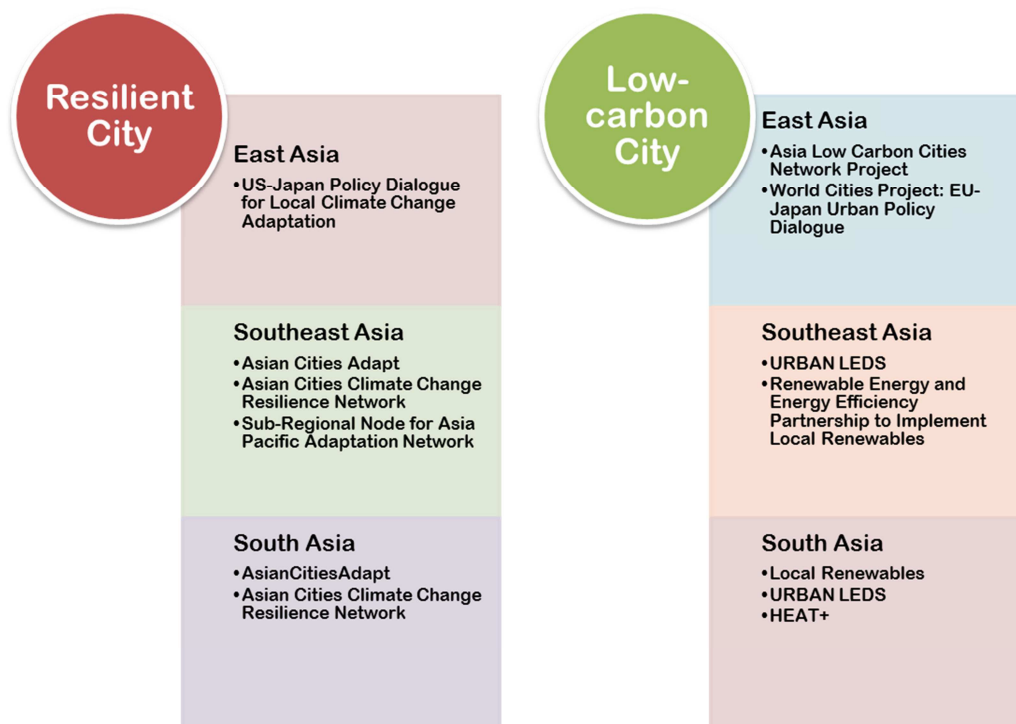 Resilient
City
East Asia
•US-Japan Policy Dialogue
for Local Climate Change
Adaptation
Southeast Asia
•Asian Cities Adapt
•Asian Cities Climate Change
Resilience Network
•Sub-Regional Node for Asia
Pacific Adaptation Network
South Asia
•AsianCitiesAdapt
•Asian Cities Climate Change
Resilience Network
Low-
carbon
City
East Asia
•Asia Low Carbon Cities
Network Project
•World Cities Project: EU-
Japan Urban Policy
Dialogue
Southeast Asia
•URBAN LEDS
•Renewable Energy and
Energy Efficiency
Partnership to Implement
Local Renewables
South Asia
•Local Renewables
•URBAN LEDS
•HEAT+